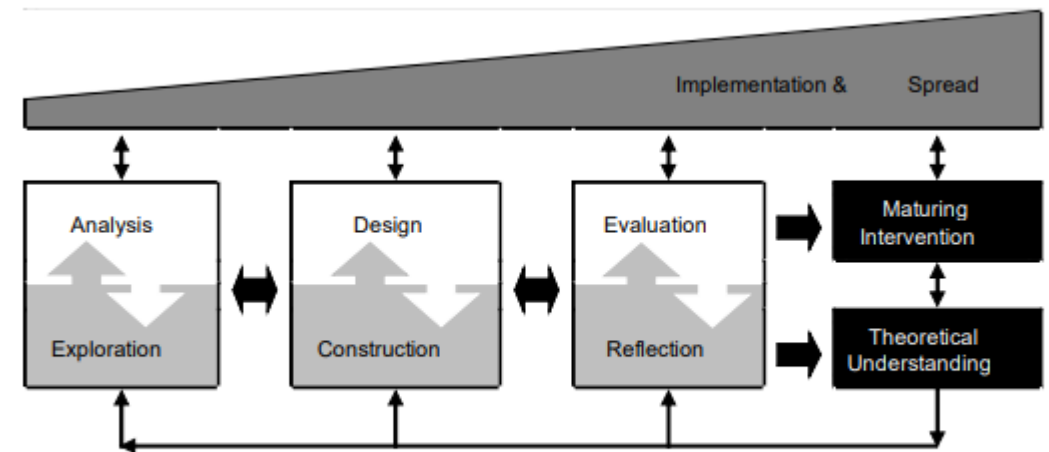 Implementation & Spread
Analysis
Exploration
Design
Construction
Evaluation
Reflection
Maturing
Intervention
Theoretical
Understanding